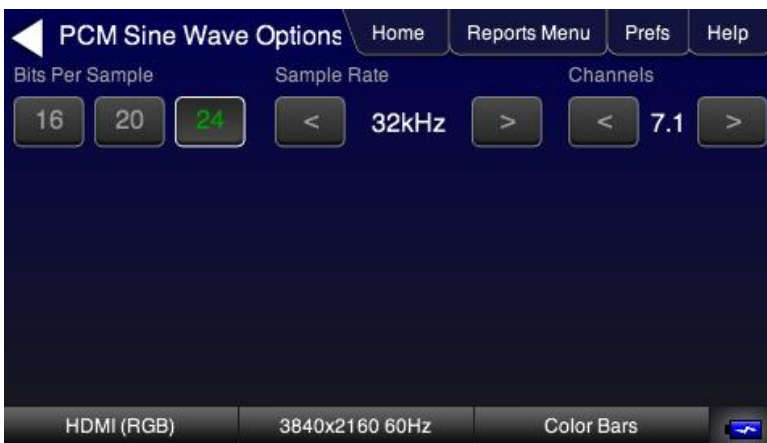 PCM Sine Wave Options Home Reports Menu Prefs Help
Bits Per Sample Sample Rate Channels
16 20 24 < 32kHz > < 7.1 >
HDMI (RGB) 3840x2160 60Hz Color Bars